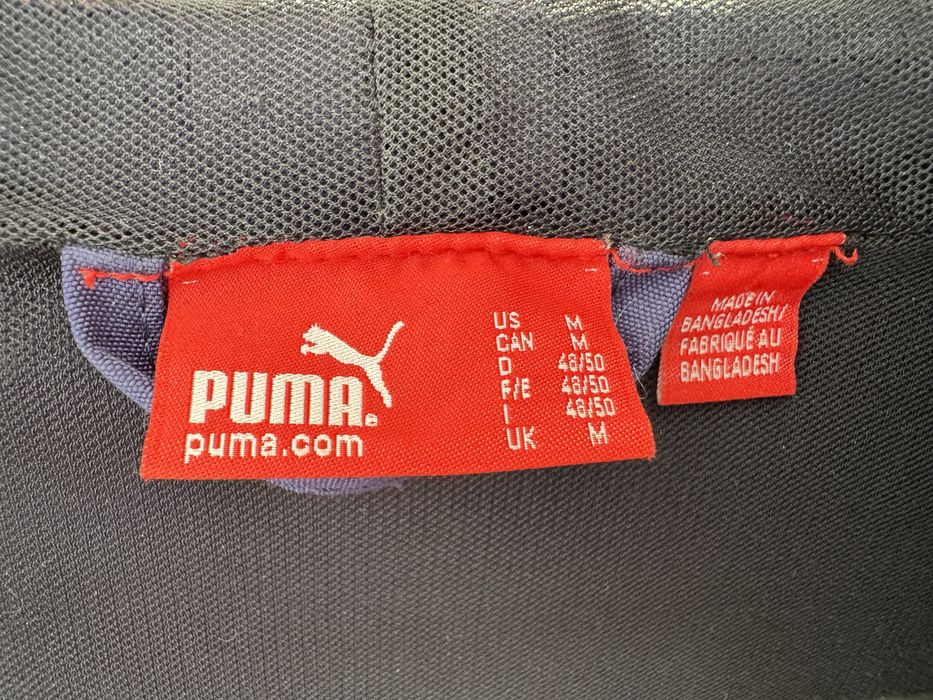 PUMA®
puma.com
US M
CAN M
D 48/50
F/E 48/50
I 48/50
UK M
MADE IN
BANGLADESH/
FABRIQUÉ AU
BANGLADESH